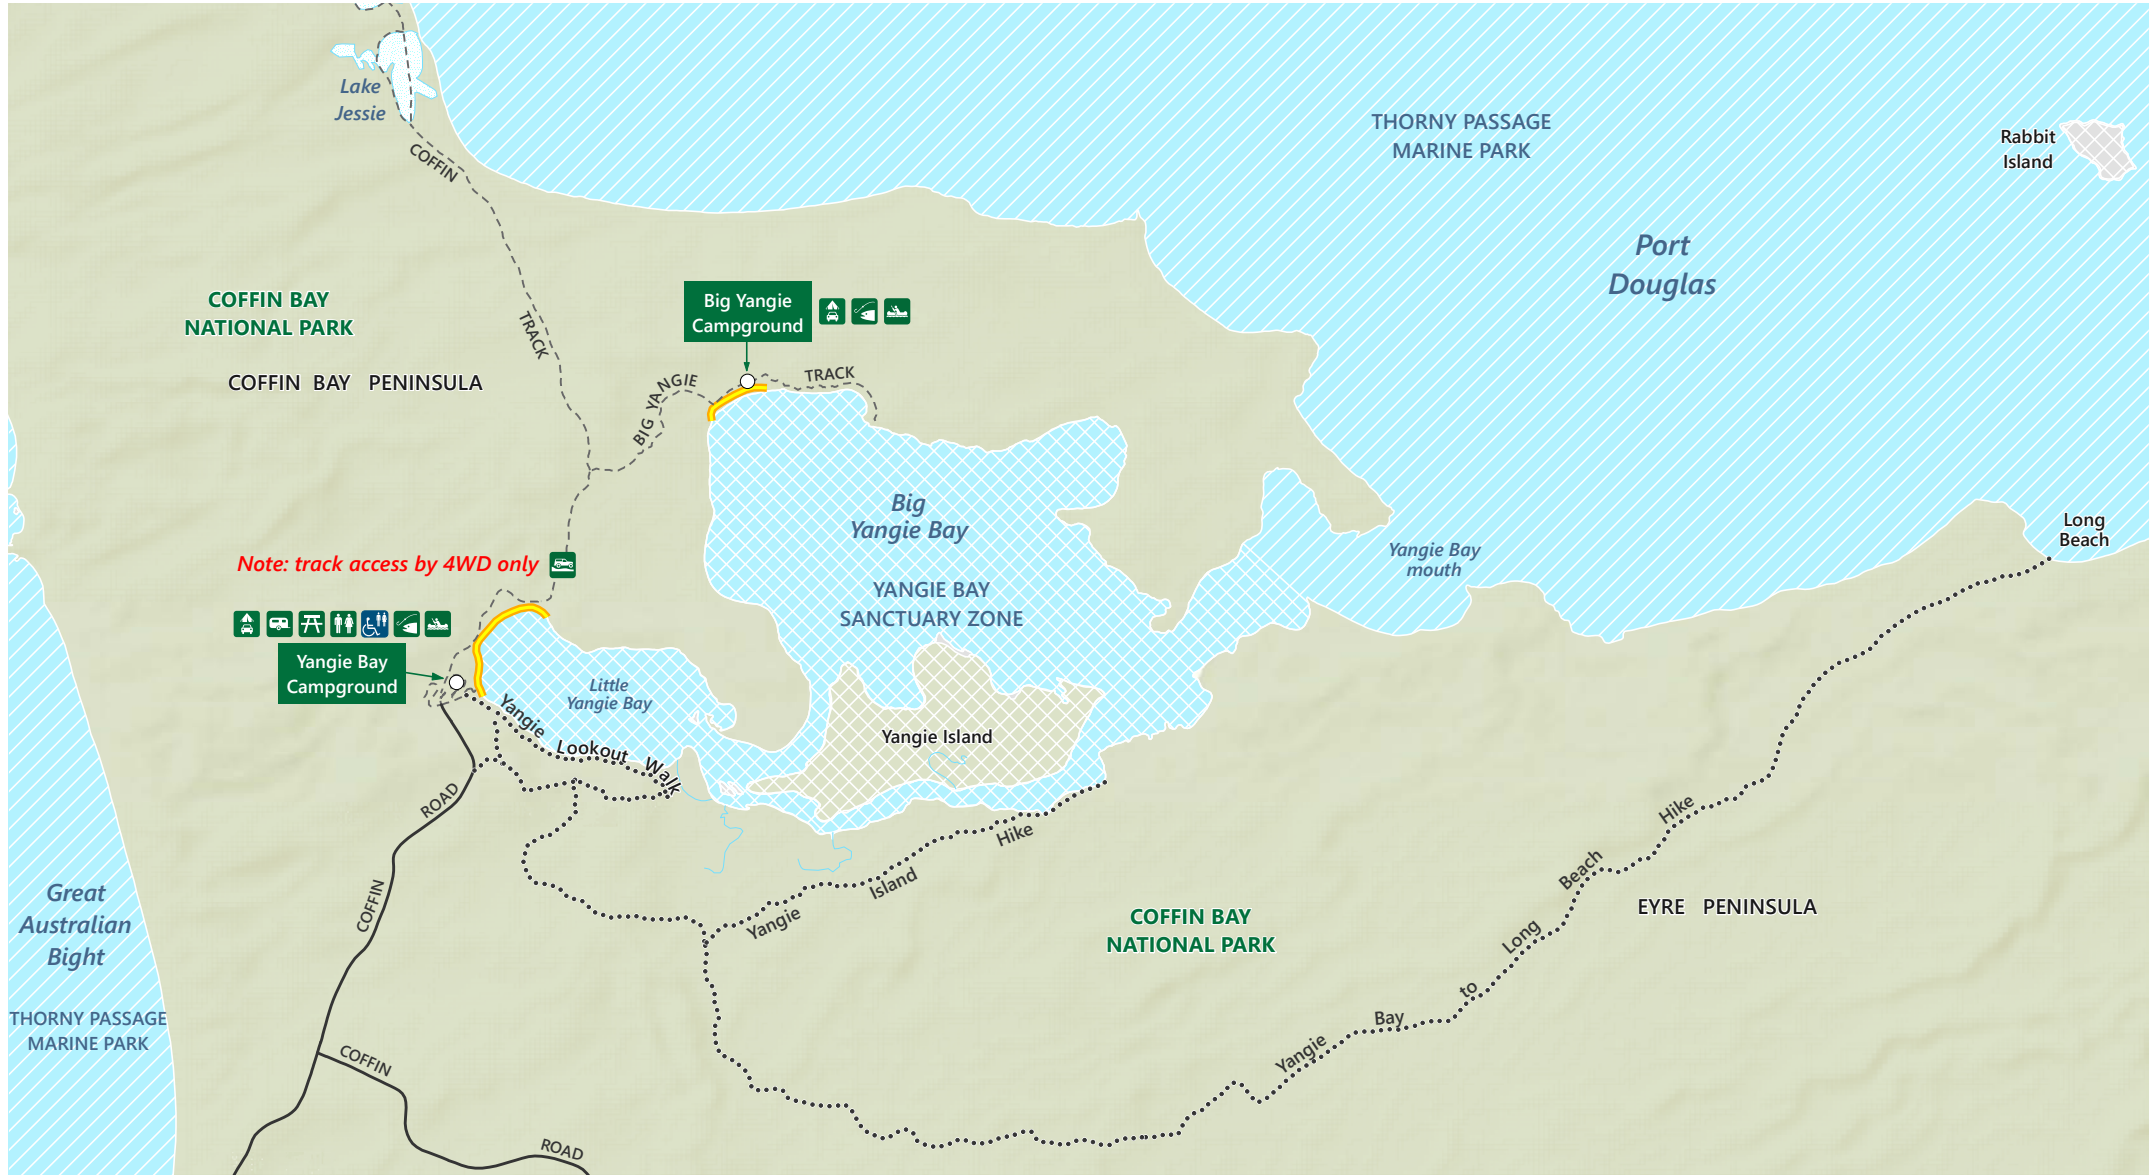 Lake
Jessie
COFFIN
TRACK
THORNY PASSAGE
MARINE PARK
Rabbit
Island
Port
Douglas
COFFIN BAY
NATIONAL PARK
COFFIN BAY PENINSULA
Big Yangie
Campground
BIG YANGIE
TRACK
Big
Yangie Bay
YANGIE BAY
SANCTUARY ZONE
Yangie Bay
mouth
Long
Beach
Note: track access by 4WD only
Yangie Bay
Campground
Little
Yangie Bay
Yangie Lookout Walk
Yangie Island
ROAD
COFFIN
Yangie Island Hike
Great
Australian
Bight
THORNY PASSAGE
MARINE PARK
COFFIN BAY
NATIONAL PARK
EYRE PENINSULA
Yangie Bay to Long Beach Hike
COFFIN
ROAD